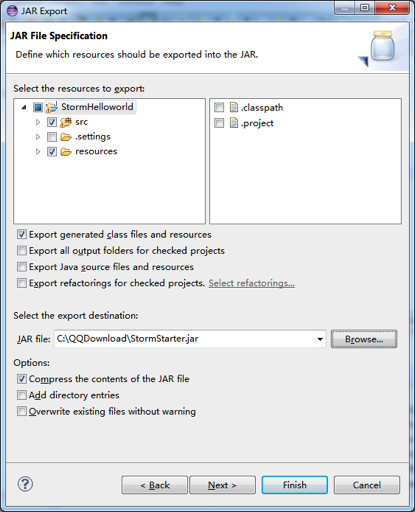 JAR Export
JAR File Specification
Define which resources should be exported into the JAR.
Select the resources to export:
StormHelloworld
src
.settings
resources
.classpath
.project
Export generated class files and resources
Export all output folders for checked projects
Export Java source files and resources
Export refactorings for checked projects. Select refactorings...
Select the export destination:
JAR file: C:\QQDownload\StormStarter.jar Browse...
Options:
Compress the contents of the JAR file
Add directory entries
Overwrite existing files without warning
? < Back Next > Finish Cancel